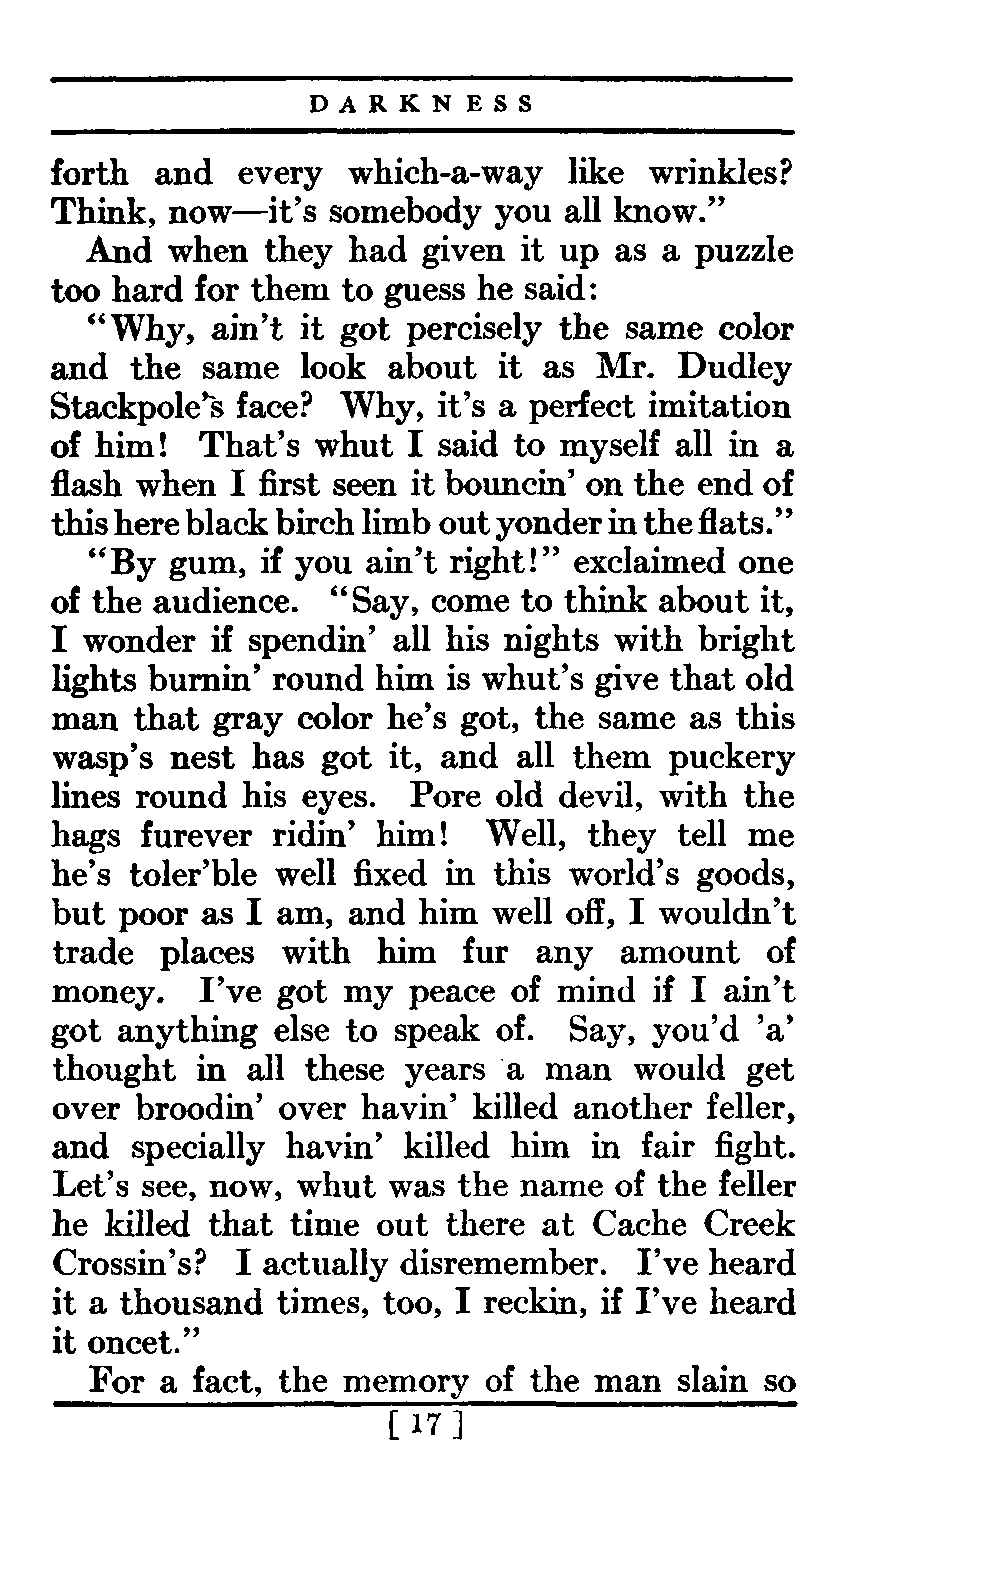 DARKNESS
forth and every which-a-way like wrinkles?
Think, now—it's somebody you all know.”
And when they had given it up as a puzzle
too hard for them to guess he said:
“Why, ain't it got percisely the same color
and the same look about it as Mr. Dudley
Stackpole's face? Why, it's a perfect imitation
of him! That's whut I said to myself all in a
flash when I first seen it bouncin' on the end of
this here black birch limb out yonder in the flats.”
“By gum, if you ain't right!” exclaimed one
of the audience. “Say, come to think about it,
I wonder if spendin' all his nights with bright
lights burnin' round him is whut's give that old
man that gray color he's got, the same as this
wasp's nest has got it, and all them puckery
lines round his eyes. Pore old devil, with the
hags furever ridin' him! Well, they tell me
he's toler'ble well fixed in this world's goods,
but poor as I am, and him well off, I wouldn't
trade places with him fur any amount of
money. I've got my peace of mind if I ain't
got anything else to speak of. Say, you'd 'a'
thought in all these years a man would get
over broodin' over havin' killed another feller,
and specially havin' killed him in fair fight.
Let's see, now, whut was the name of the feller
he killed that time out there at Cache Creek
Crossin's? I actually disremember. I've heard
it a thousand times, too, I reckin, if I've heard
it oncet.”
For a fact, the memory of the man slain so
[ 17 ]